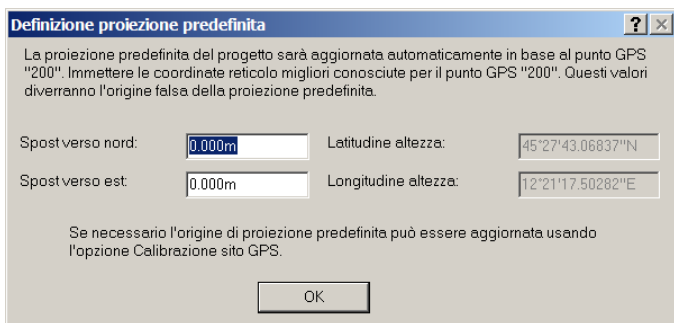 Definizione proiezione predefinita
La proiezione predefinita del progetto sarà aggiornata automaticamente in base al punto GPS
"200". Immettere le coordinate reticolo migliori conosciute per il punto GPS "200". Questi valori
diverranno l'origine falsa della proiezione predefinita.
Spost verso nord: 0.000m Latitudine altezza: 45°27'43.06837"N
Spost verso est: 0.000m Longitudine altezza: 12°21'17.50282"E
Se necessario l'origine di proiezione predefinita può essere aggiornata usando
l'opzione Calibrazione sito GPS.
OK